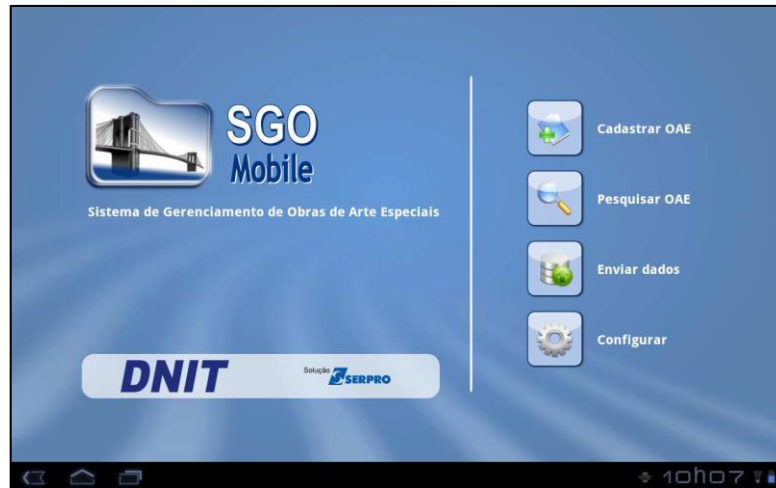 SGO
Mobile
Sistema de Gerenciamento de Obras de Arte Especiais
Cadastrar OAE
Pesquisar OAE
Enviar dados
Configurar
DNIT
Solução SERPRO
10h07